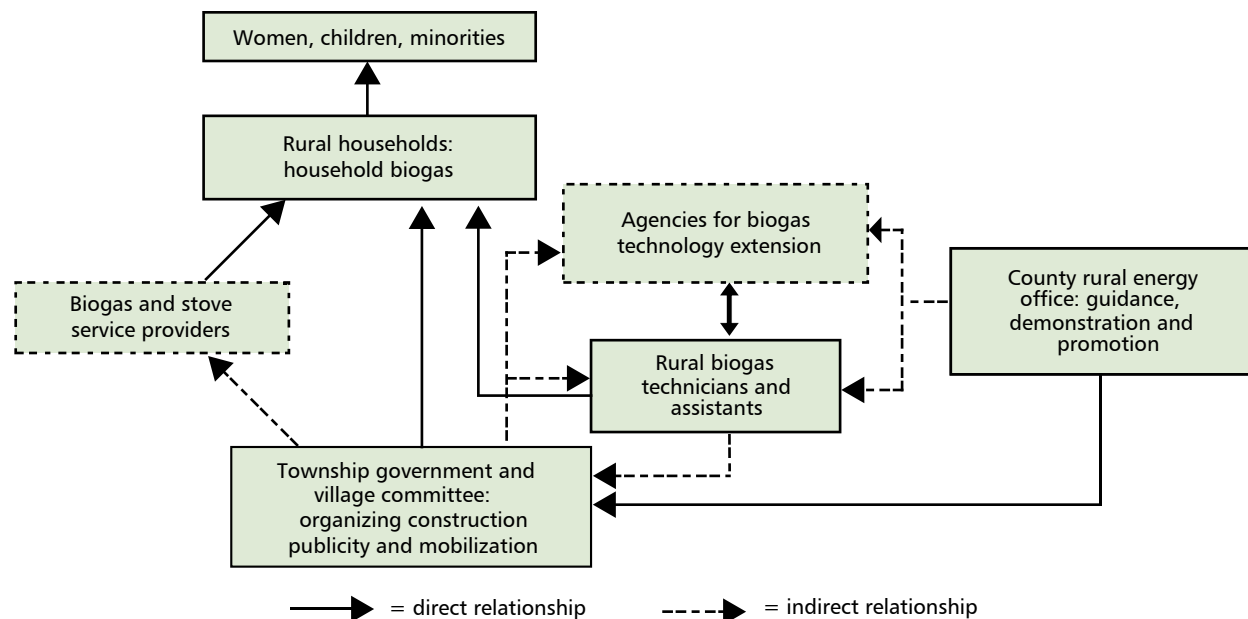 Women, children, minorities
Rural households:
household biogas
Agencies for biogas
technology extension
County rural energy
office: guidance,
demonstration and
promotion
Biogas and stove
service providers
Rural biogas
technicians and
assistants
Township government and
village committee:
organizing construction
publicity and mobilization
= direct relationship
= indirect relationship